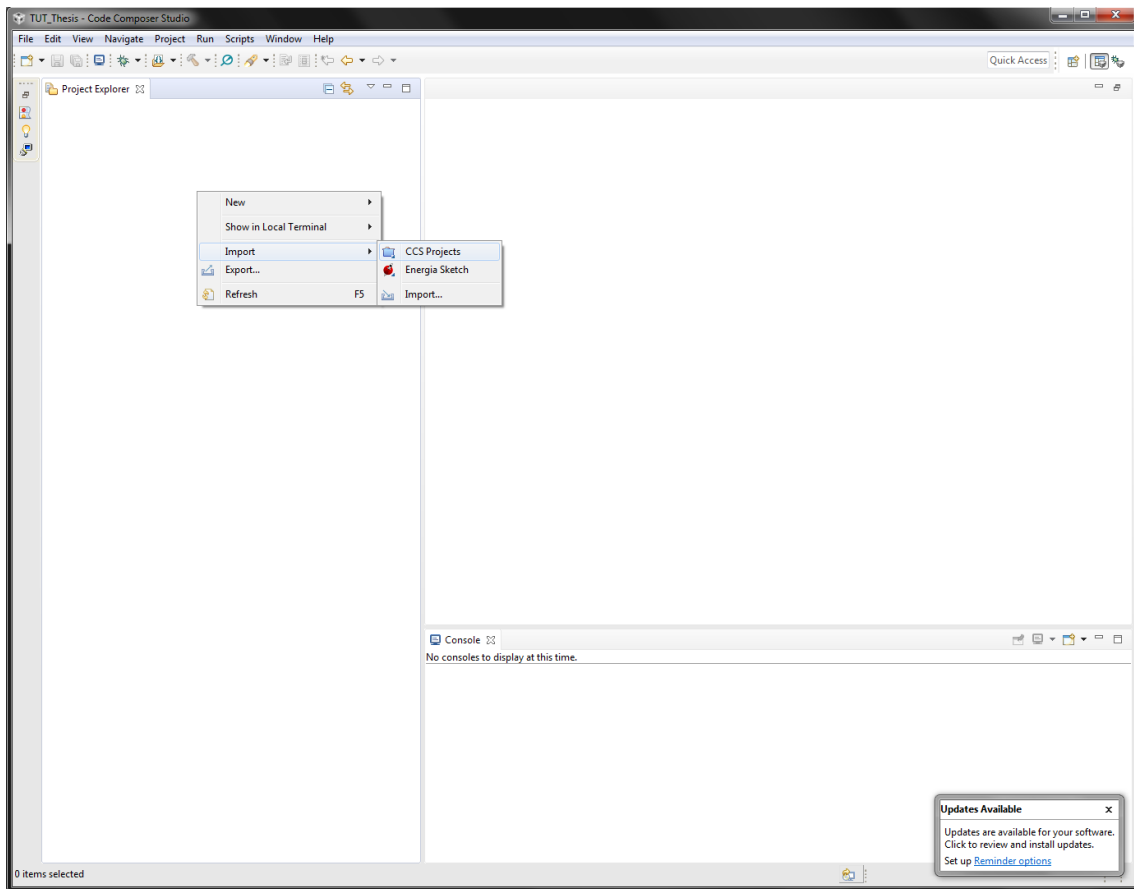 TUT_Thesis - Code Composer Studio
File Edit View Navigate Project Run Scripts Window Help
Quick Access
Project Explorer
New
Show in Local Terminal
Import
CCS Projects
Export...
Energia Sketch
Refresh F5
Import...
Console
No consoles to display at this time.
Updates Available x
Updates are available for your software.
Click to review and install updates.
Set up Reminder options
0 items selected